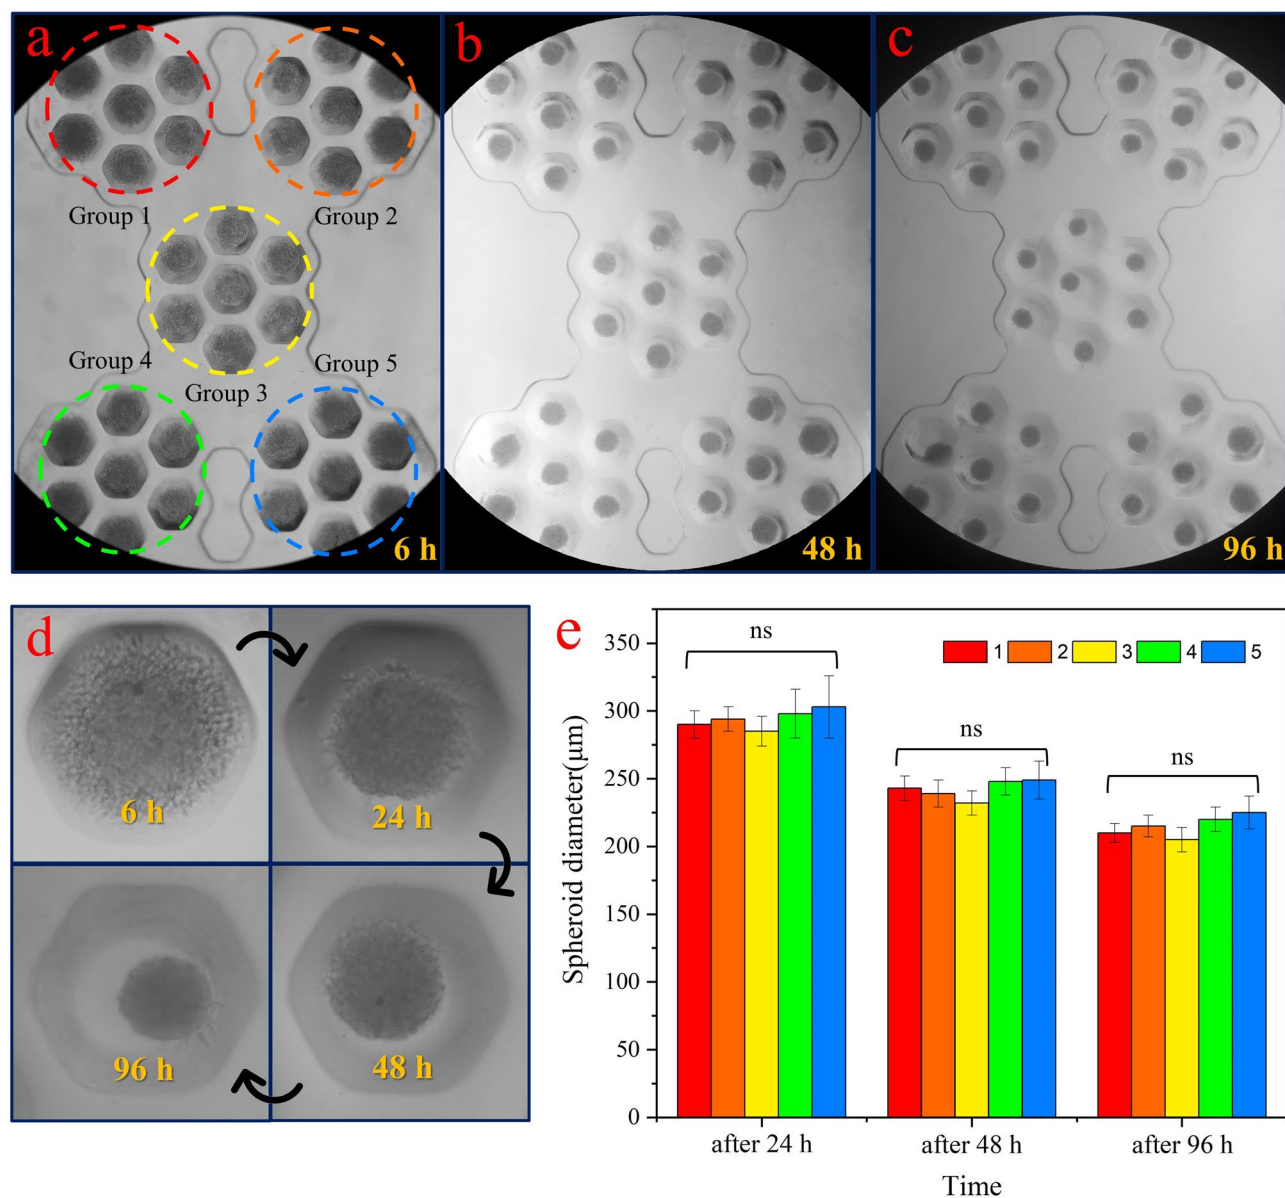 a
b
c
Group 1
Group 2
Group 4
Group 5
Group 3
6 h
48 h
96 h
d
6 h
24 h
96 h
48 h
e
ns
ns
ns
1 2 3 4 5
350
300
250
200
150
100
50
0
Spheroid diameter(μm)
after 24 h after 48 h after 96 h
Time